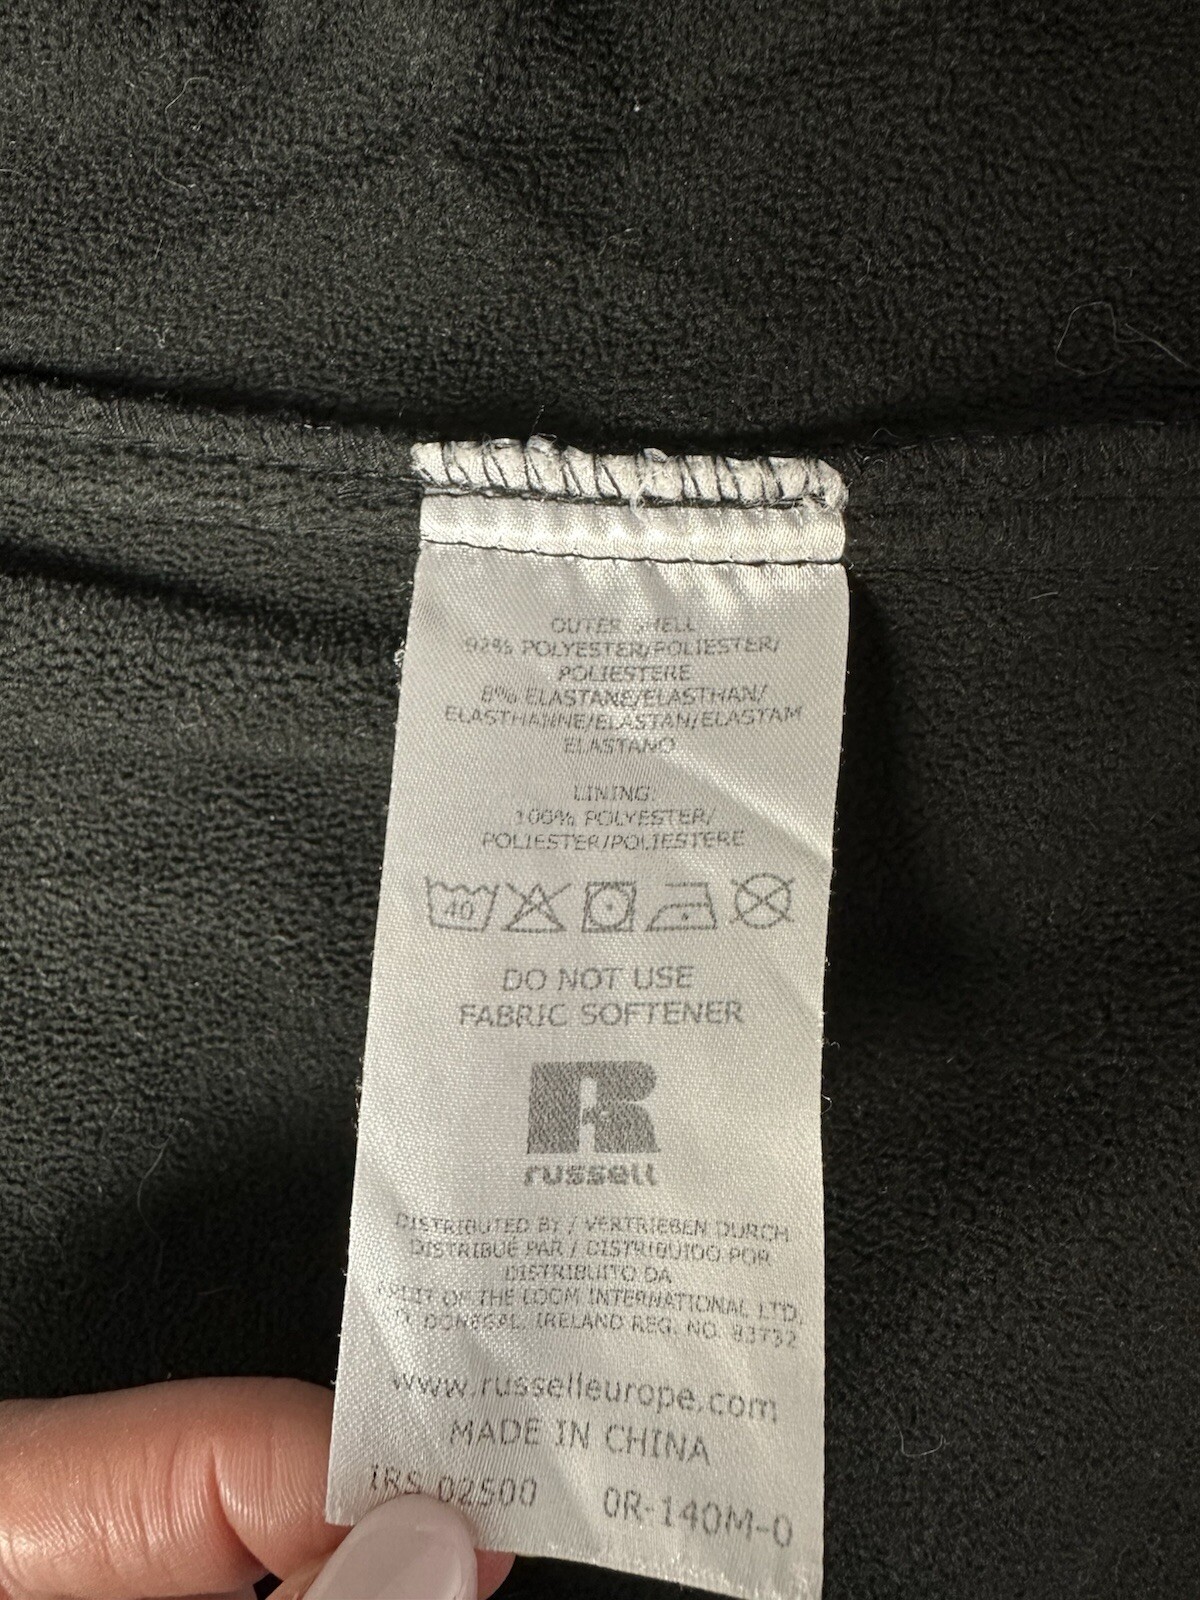 OUTER SHELL
92% POLYESTER/POLIESTER/
POLIESTERE
8% ELASTANE/ELASTHAN/
ELASTHANNE/ELASTAN/ELASTAM
ELASTANO
LINING:
100% POLYESTER/
POLIESTER/POLIESTERE
40
DO NOT USE
FABRIC SOFTENER
R
russell
DISTRIBUTED BY / VERTRIEBEN DURCH
DISTRIBUÉ PAR / DISTRIBUIDO POR
DISTRIBUITO DA
FRUIT OF THE LOOM INTERNATIONAL LTD,
DONEGAL, IRELAND REG. NO. 83732
www.russelleurope.com
MADE IN CHINA
IRS 02500 0R-140M-0